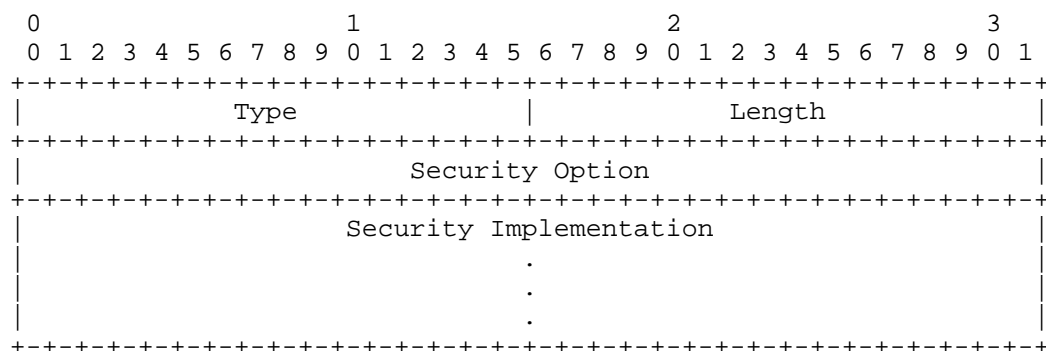 0                   1                   2                   3
 0 1 2 3 4 5 6 7 8 9 0 1 2 3 4 5 6 7 8 9 0 1 2 3 4 5 6 7 8 9 0 1
+-+-+-+-+-+-+-+-+-+-+-+-+-+-+-+-+-+-+-+-+-+-+-+-+-+-+-+-+-+-+-+-+
|             Type              |            Length             |
+-+-+-+-+-+-+-+-+-+-+-+-+-+-+-+-+-+-+-+-+-+-+-+-+-+-+-+-+-+-+-+-+
|                        Security Option                        |
+-+-+-+-+-+-+-+-+-+-+-+-+-+-+-+-+-+-+-+-+-+-+-+-+-+-+-+-+-+-+-+-+
|                    Security Implementation                    |
|                               .                               |
|                               .                               |
|                               .                               |
+-+-+-+-+-+-+-+-+-+-+-+-+-+-+-+-+-+-+-+-+-+-+-+-+-+-+-+-+-+-+-+-+